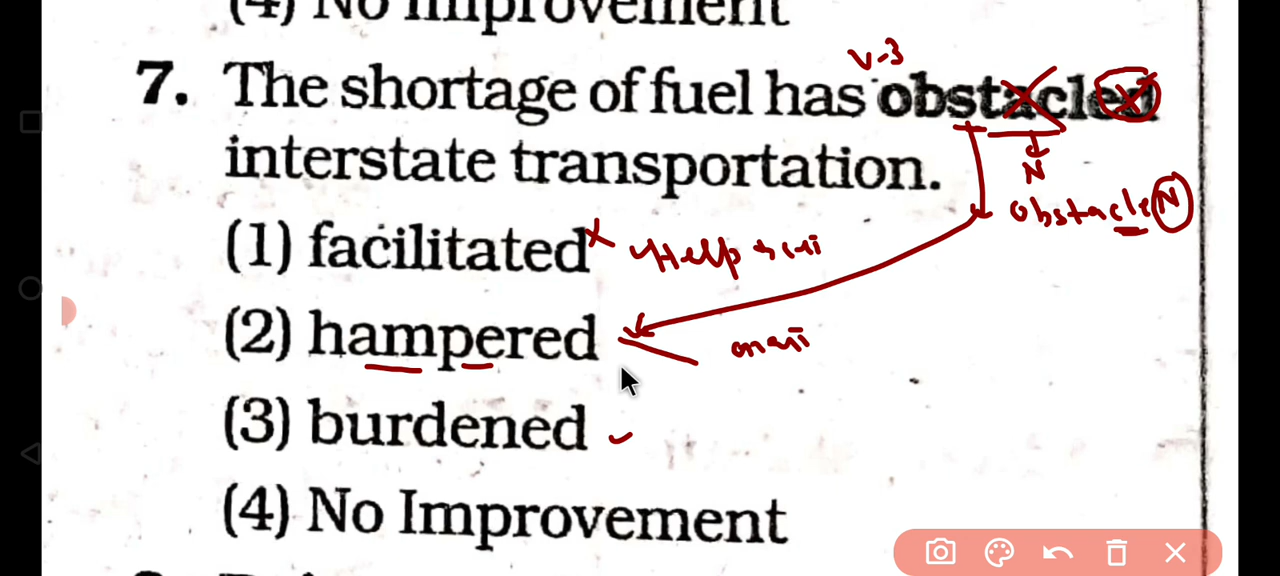 (4) No Improvement
V-3
7. The shortage of fuel has obstacled
interstate transportation.
N
obstacle N
(1) facilitated x Help
(2) hampered
(3) burdened
(4) No Improvement